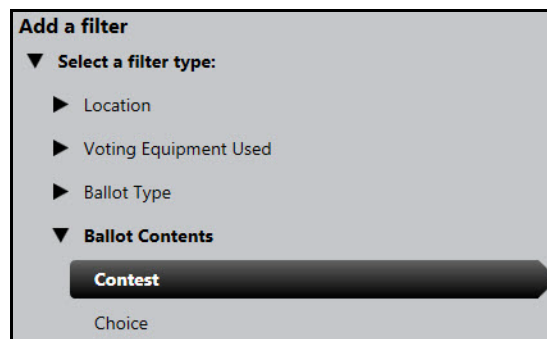 Add a filter
Select a filter type:
Location
Voting Equipment Used
Ballot Type
Ballot Contents
Contest
Choice